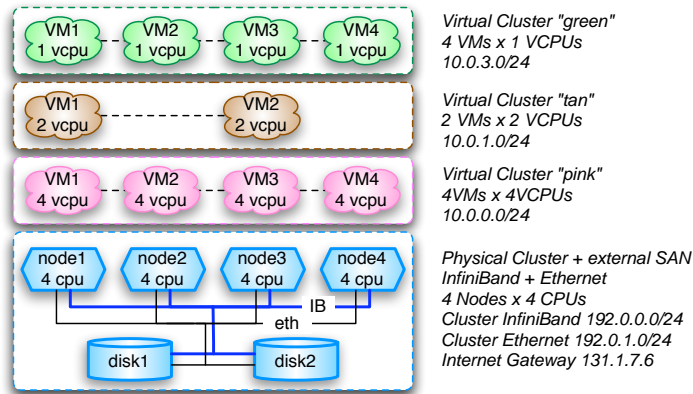 VM1 VM2 VM3 VM4
1 vcpu 1 vcpu 1 vcpu 1 vcpu
Virtual Cluster "green"
4 VMs x 1 VCPUs
10.0.3.0/24
VM1 VM2
2 vcpu 2 vcpu
Virtual Cluster "tan"
2 VMs x 2 VCPUs
10.0.1.0/24
VM1 VM2 VM3 VM4
4 vcpu 4 vcpu 4 vcpu 4 vcpu
Virtual Cluster "pink"
4VMs x 4VCPUs
10.0.0.0/24
node1 node2 node3 node4
4 cpu 4 cpu 4 cpu 4 cpu
IB
eth
disk1 disk2
Physical Cluster + external SAN
InfiniBand + Ethernet
4 Nodes x 4 CPUs
Cluster InfiniBand 192.0.0.0/24
Cluster Ethernet 192.0.1.0/24
Internet Gateway 131.1.7.6